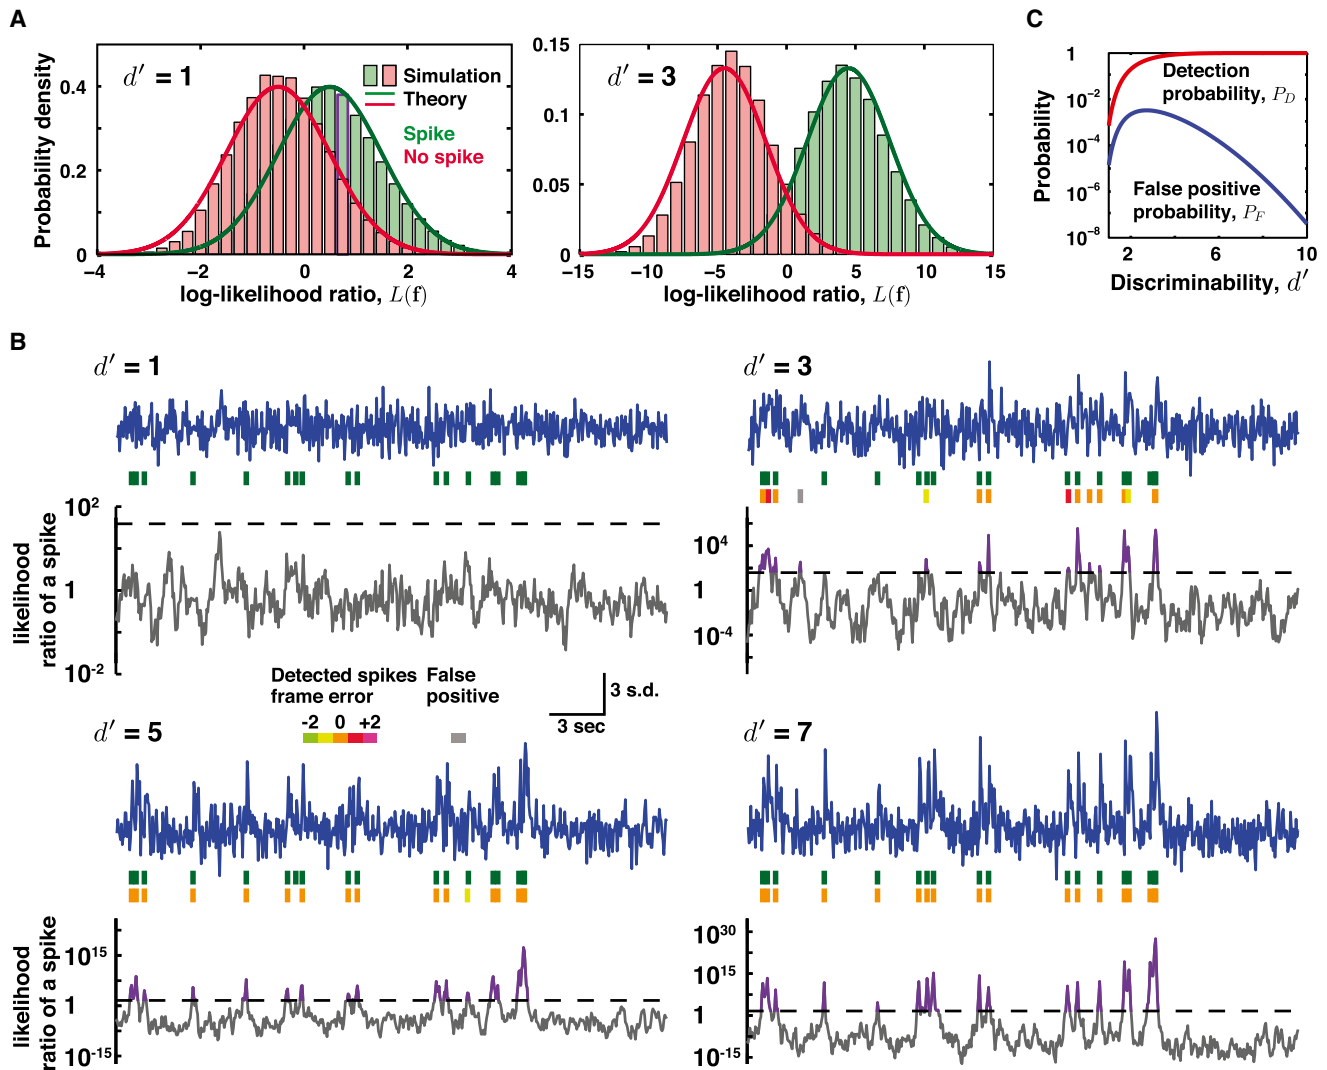 A
d′ = 1
Simulation
Theory
Spike
No spike
Probability density
0.4
0.2
0
−4
−2
0
2
4
log-likelihood ratio, L(f)
d′ = 3
0.15
0.1
0.05
0
−15
−10
−5
0
5
10
15
log-likelihood ratio, L(f)
C
Probability
1
10⁻²
10⁻⁴
10⁻⁶
10⁻⁸
Detection
probability, P_D
False positive
probability, P_F
2
6
10
Discriminability, d′
B
d′ = 1
likelihood
ratio of a spike
10²
1
10⁻²
d′ = 3
10⁴
1
10⁻⁴
Detected spikes
frame error
-2 0 +2
False
positive
3 s.d.
3 sec
d′ = 5
likelihood
ratio of a spike
10¹⁵
1
10⁻¹⁵
d′ = 7
10³⁰
10¹⁵
1
10⁻¹⁵